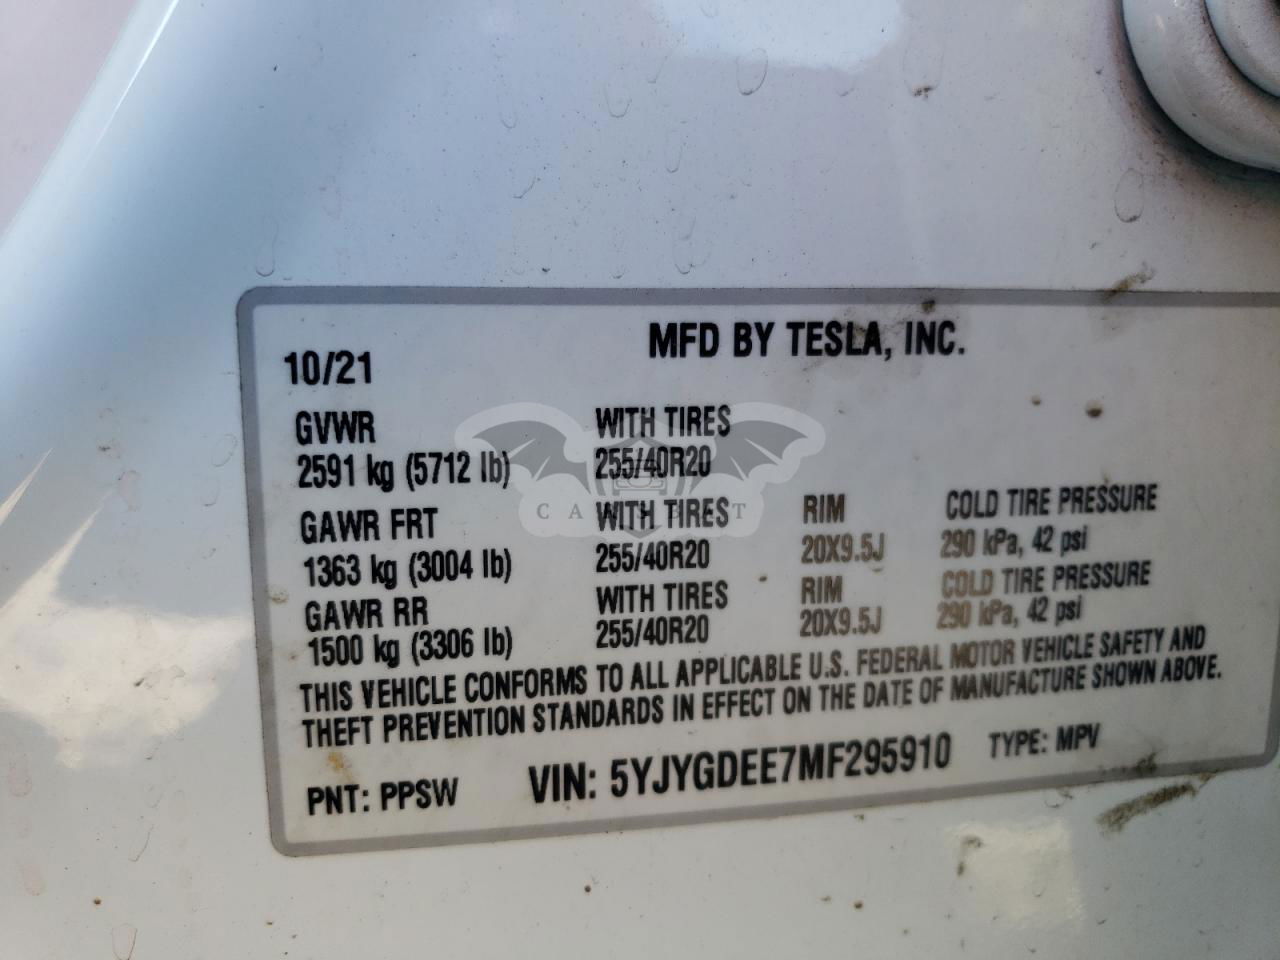 MFD BY TESLA, INC.
10/21
GVWR WITH TIRES
2591 kg (5712 lb) 255/40R20
GAWR FRT WITH TIRES RIM COLD TIRE PRESSURE
1363 kg (3004 lb) 255/40R20 20X9.5J 290 kPa, 42 psi
GAWR RR WITH TIRES RIM COLD TIRE PRESSURE
1500 kg (3306 lb) 255/40R20 20X9.5J 290 kPa, 42 psi
THIS VEHICLE CONFORMS TO ALL APPLICABLE U.S. FEDERAL MOTOR VEHICLE SAFETY AND
THEFT PREVENTION STANDARDS IN EFFECT ON THE DATE OF MANUFACTURE SHOWN ABOVE.
PNT: PPSW VIN: 5YJYGDEE7MF295910 TYPE: MPV